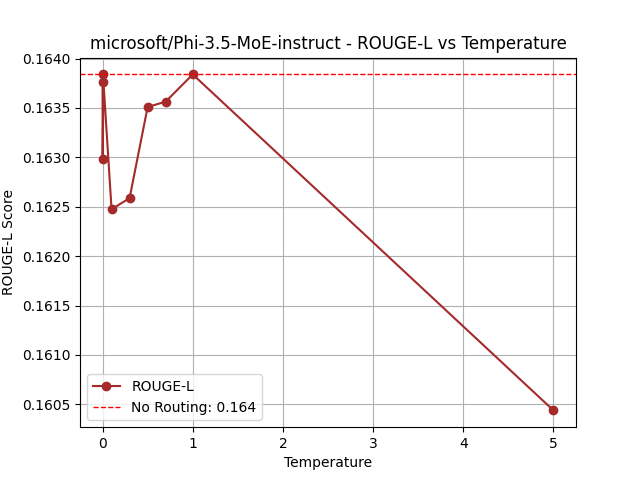 microsoft/Phi-3.5-MoE-instruct - ROUGE-L vs Temperature
ROUGE-L Score
0.1640
0.1635
0.1630
0.1625
0.1620
0.1615
0.1610
0.1605
ROUGE-L
No Routing: 0.164
0 1 2 3 4 5
Temperature